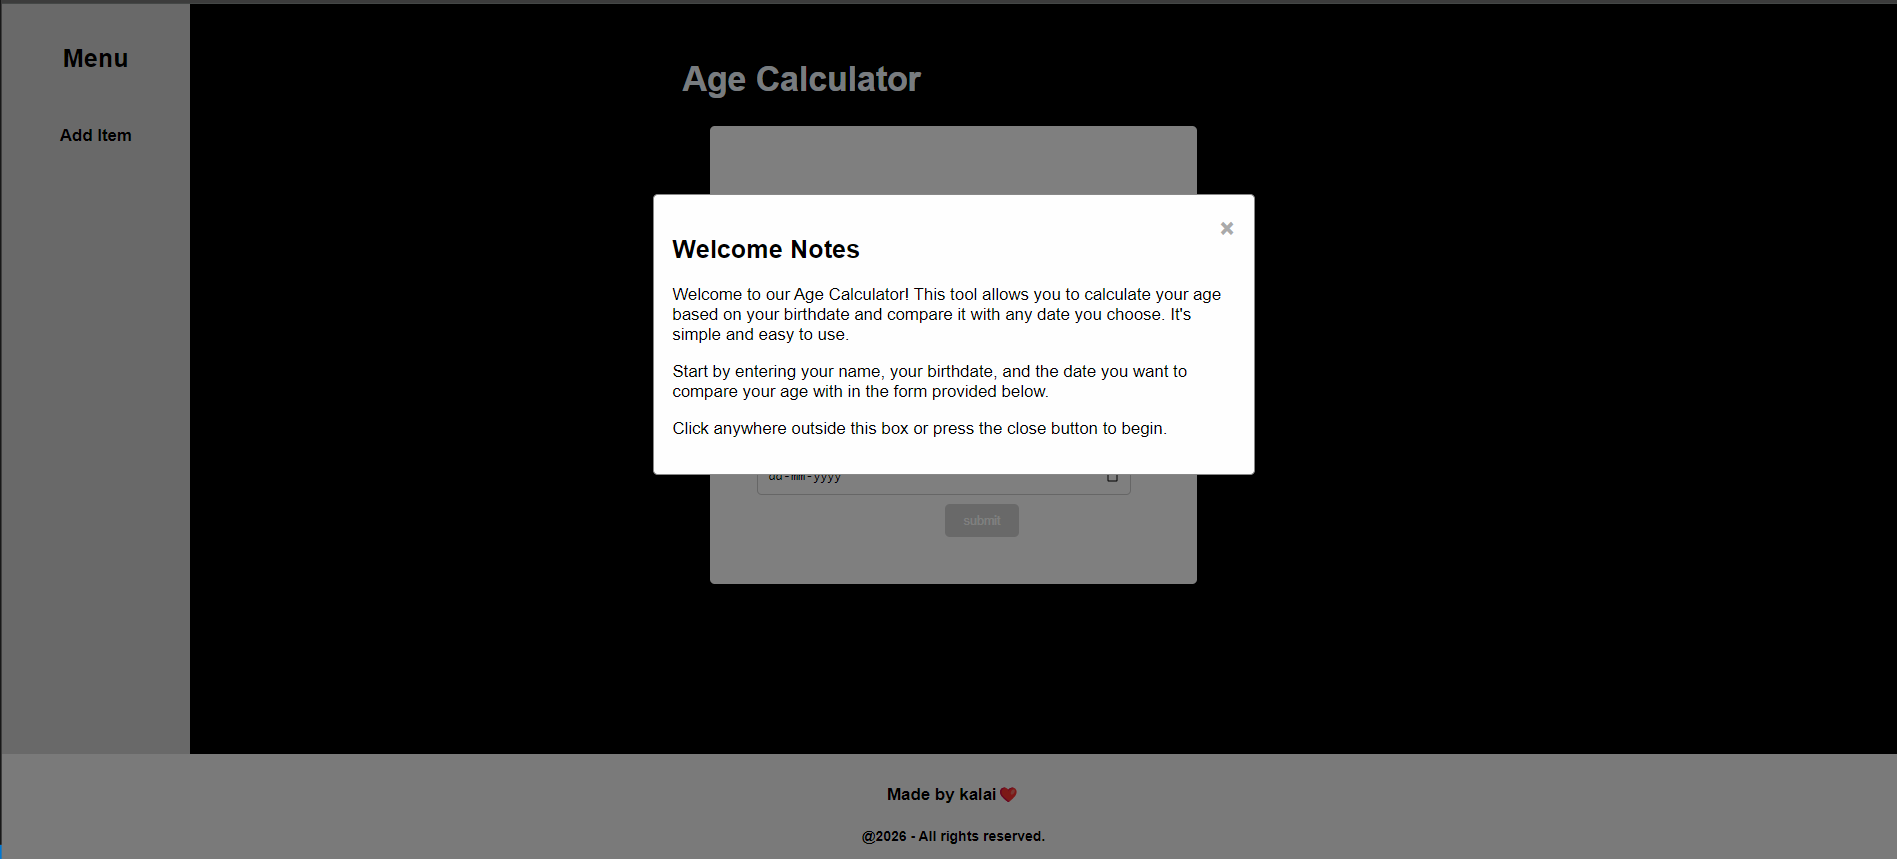 Menu
Add Item
Age Calculator
×
Welcome Notes
Welcome to our Age Calculator! This tool allows you to calculate your age
based on your birthdate and compare it with any date you choose. It's
simple and easy to use.
Start by entering your name, your birthdate, and the date you want to
compare your age with in the form provided below.
Click anywhere outside this box or press the close button to begin.
dd-mm-yyyy
submit
Made by kalai❤️
@2026 - All rights reserved.